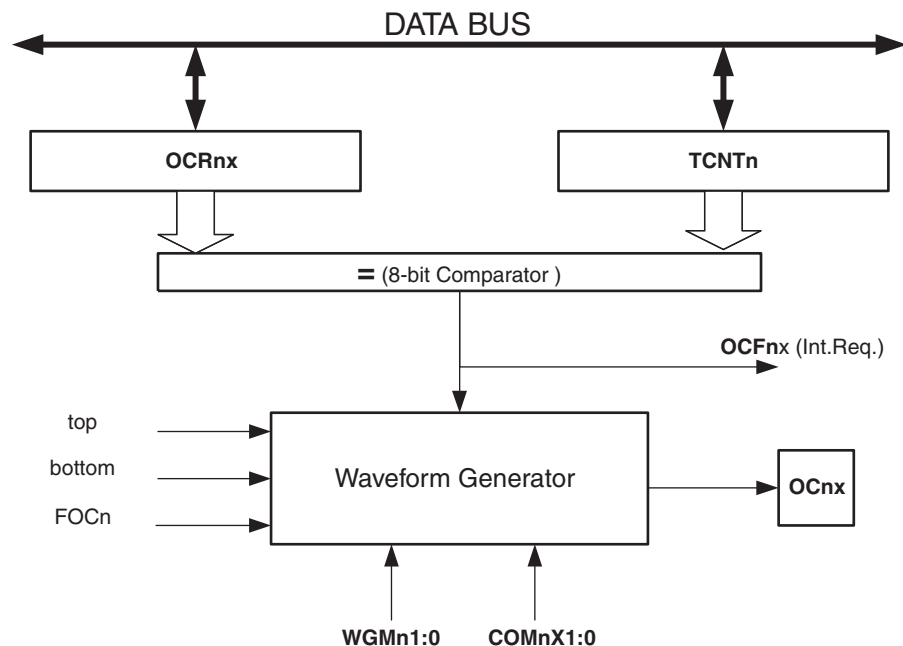 DATA BUS
OCRnx
TCNTn
= (8-bit Comparator )
OCFnx (Int.Req.)
top
bottom
FOCn
Waveform Generator
OCnx
WGMn1:0
COMnX1:0